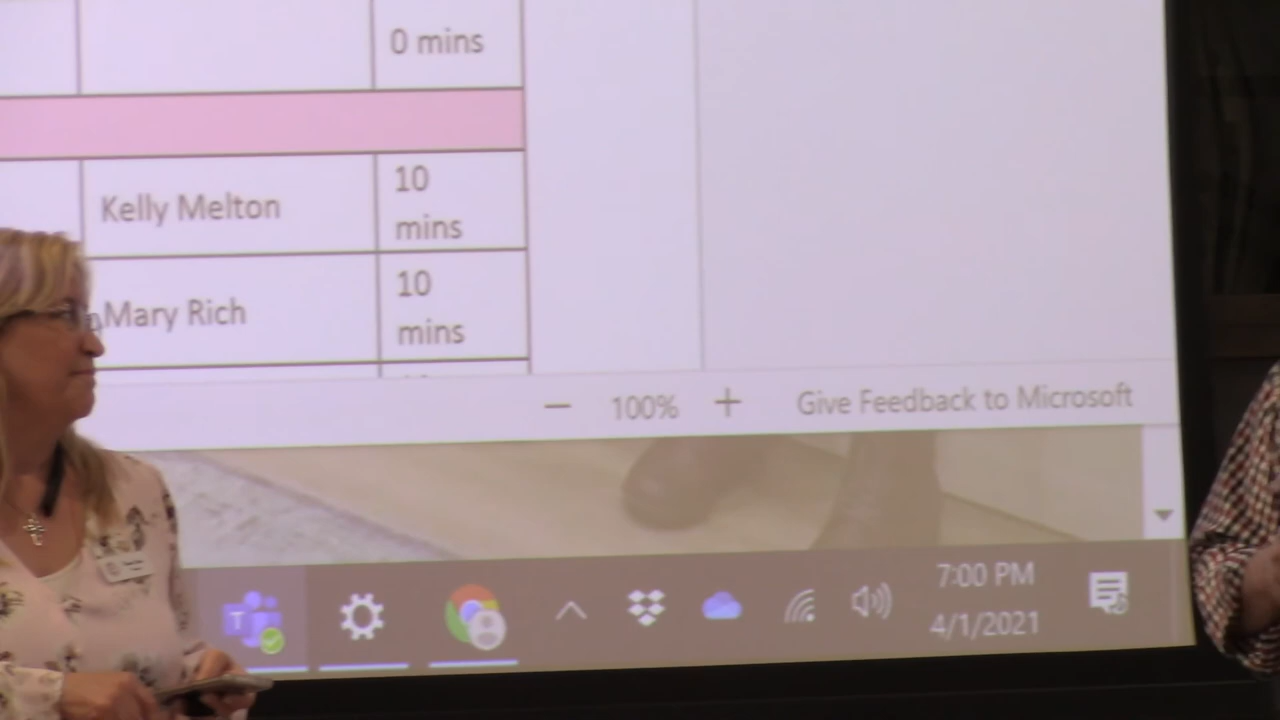 0 mins
Kelly Melton
10
mins
Mary Rich
10
mins
100%
Give Feedback to Microsoft
T
7:00 PM
4/1/2021